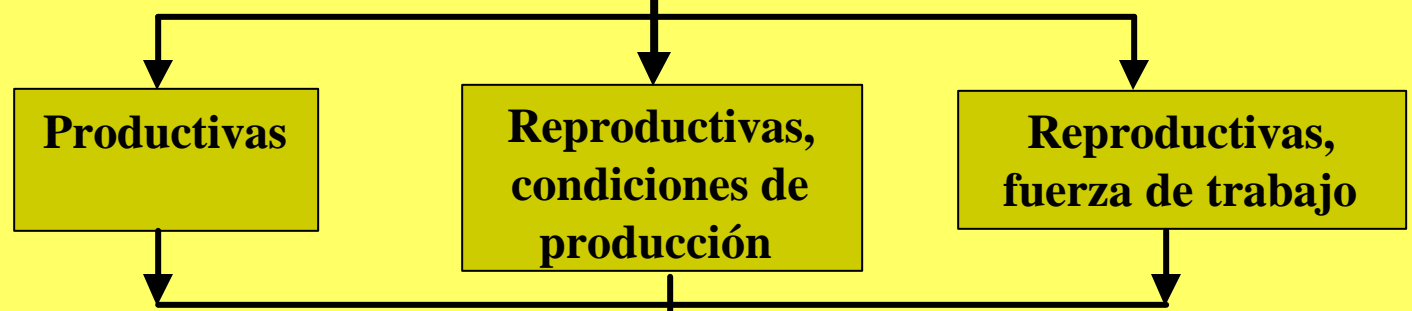 Productivas
Reproductivas,
condiciones de
producción
Reproductivas,
fuerza de trabajo